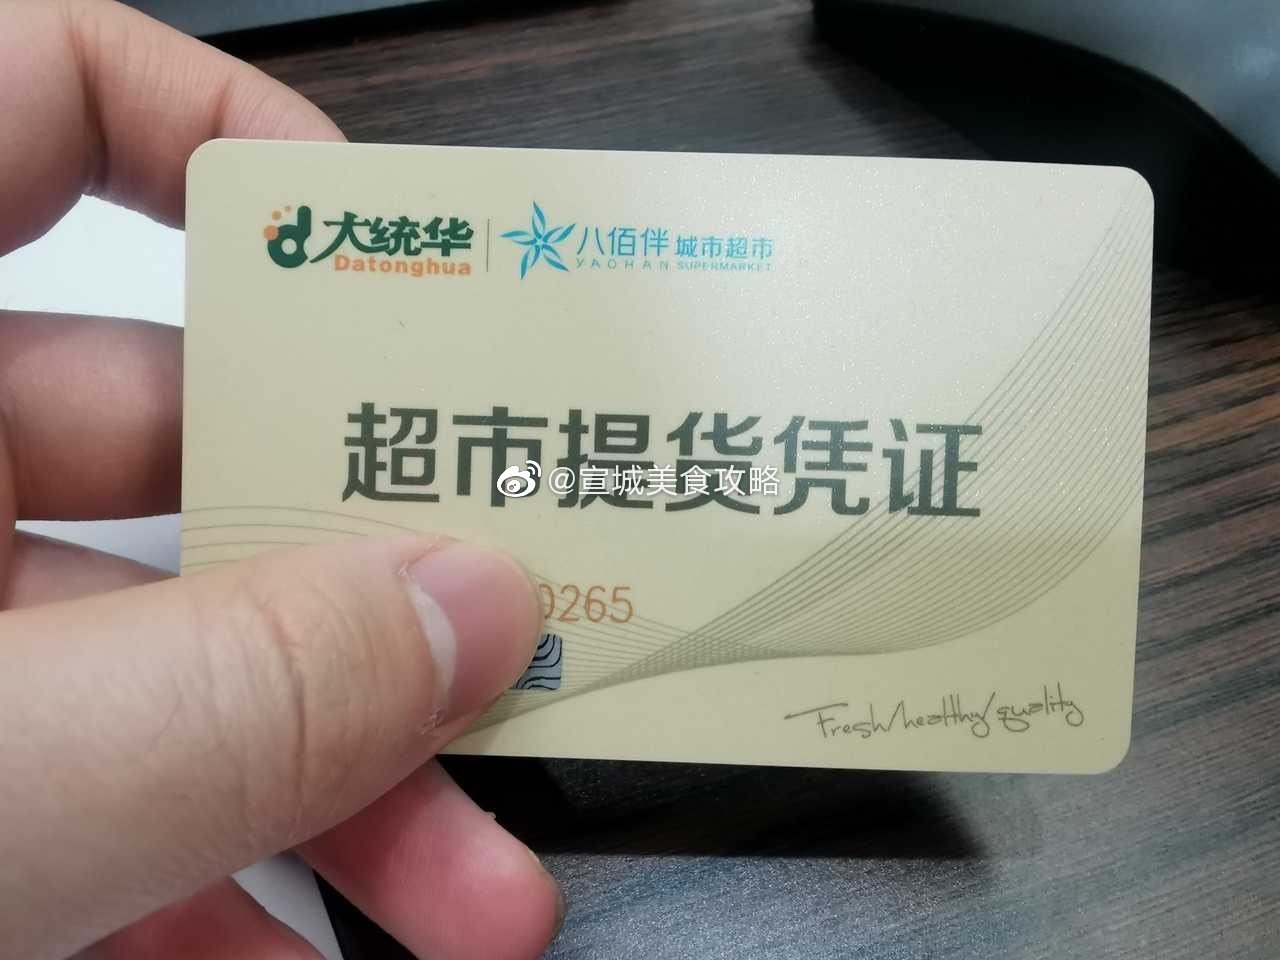 大统华 八佰伴 城市超市
Datonghua YAOHAN SUPERMARKET
超市提货凭证
@宣城美食攻略
0265
Fresh/healthy/quality